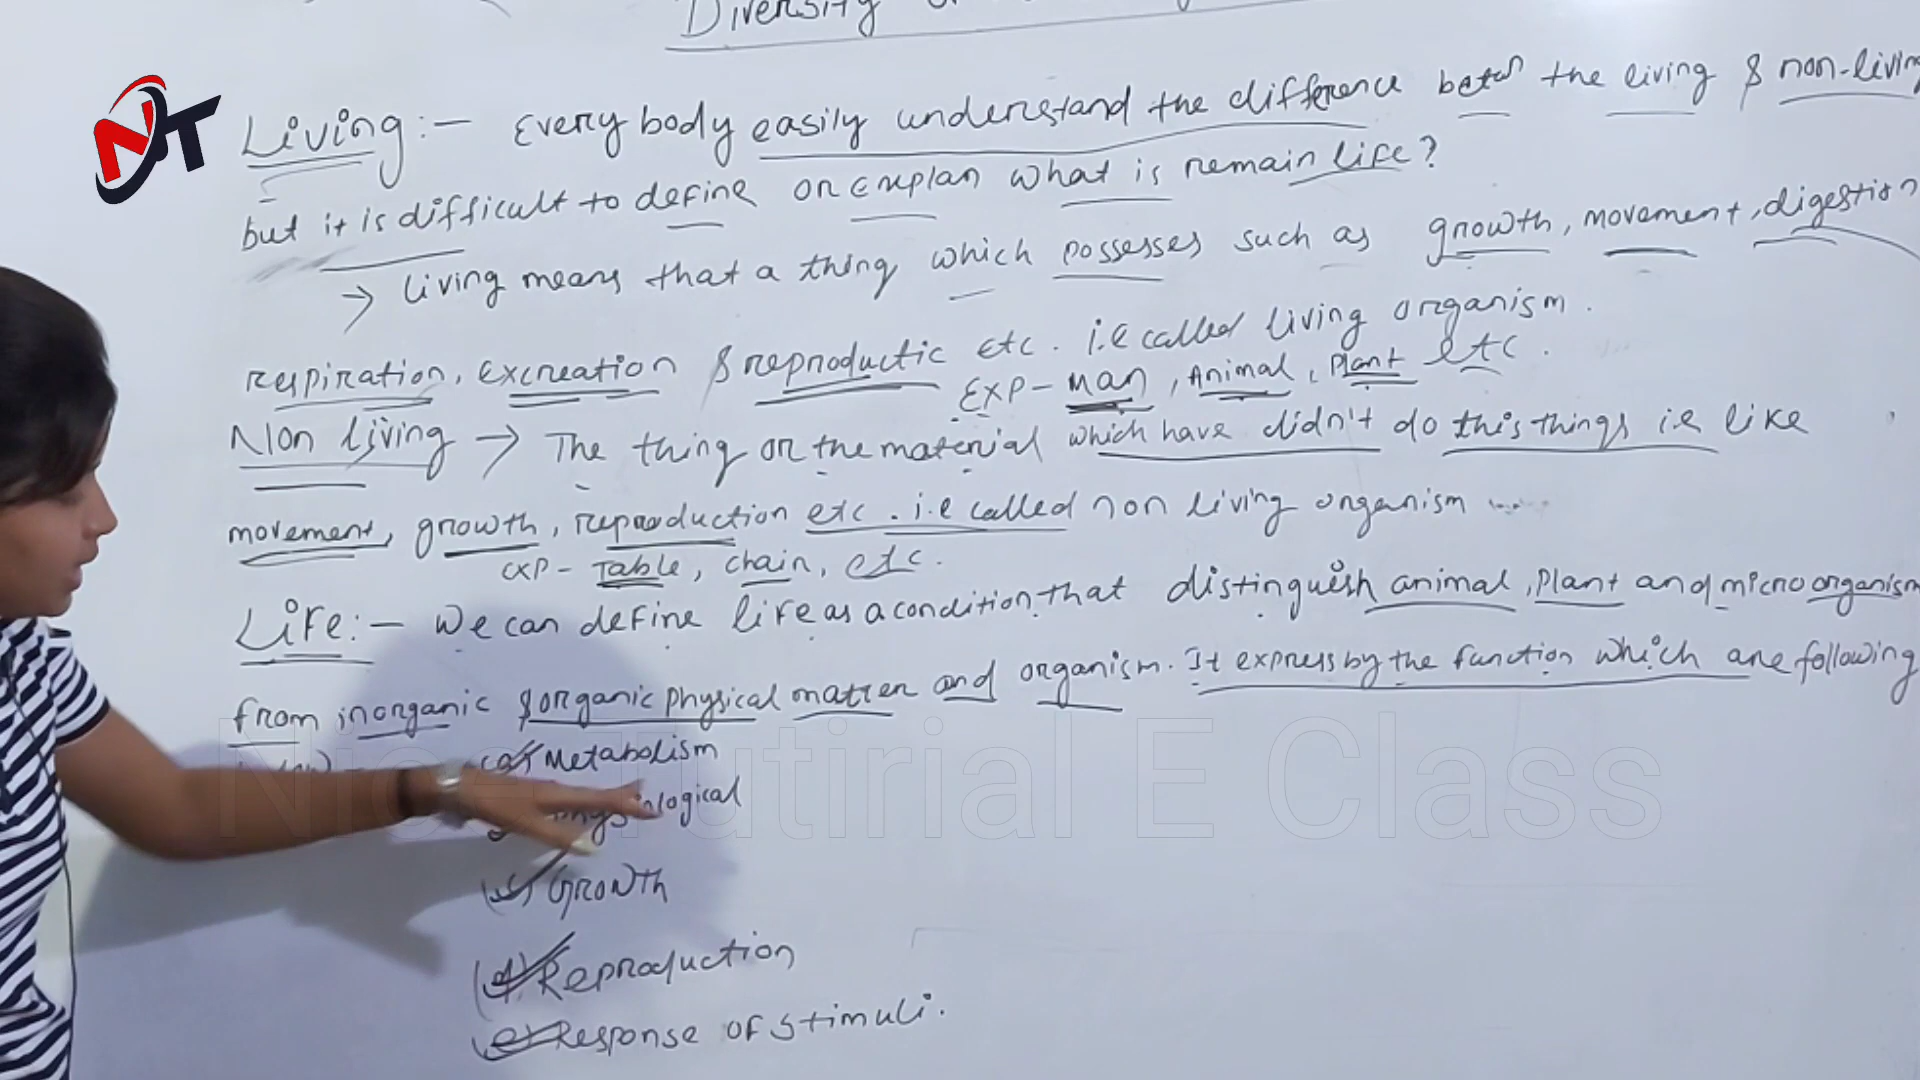 Diversity
NT
Living :- Everybody easily understand the difference betn the living & non-living
but it is difficult to define or Explan what is remain life?
→ Living means that a thing which possesses such as growth, movement, digestion
respiration, excreation & reproductic etc. i.e called living organism.
Exp- Man, Animal, Plant etc.
Non living → The thing or the material which have didn't do this things i.e like
movement, growth, reproduction etc. i.e called non living organism
exp- Table, chair, etc.
Life:- We can define life as a condition that distinguish animal, plant and micro organism
from inorganic & organic physical matter and organism. It express by the function which are following
(a) Metabolism
(c) Growth
(d) Reproduction
(e) Response of stimuli.
Nice Tutirial E Class